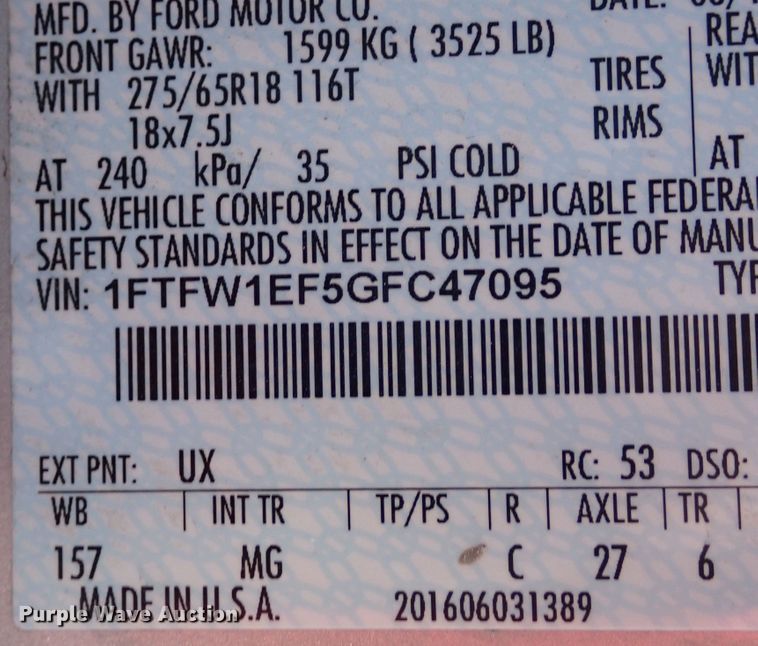 MFD. BY FORD MOTOR CO.
FRONT GAWR: 1599 KG ( 3525 LB)
WITH 275/65R18 116T TIRES
18x7.5J RIMS
AT 240 kPa/ 35 PSI COLD AT
THIS VEHICLE CONFORMS TO ALL APPLICABLE FEDERA
SAFETY STANDARDS IN EFFECT ON THE DATE OF MANU
VIN: 1FTFW1EF5GFC47095 TYP
EXT PNT: UX RC: 53 DSO:
WB INT TR TP/PS R AXLE TR
157 MG C 27 6
MADE IN U.S.A. 201606031389
Purple Wave Auction